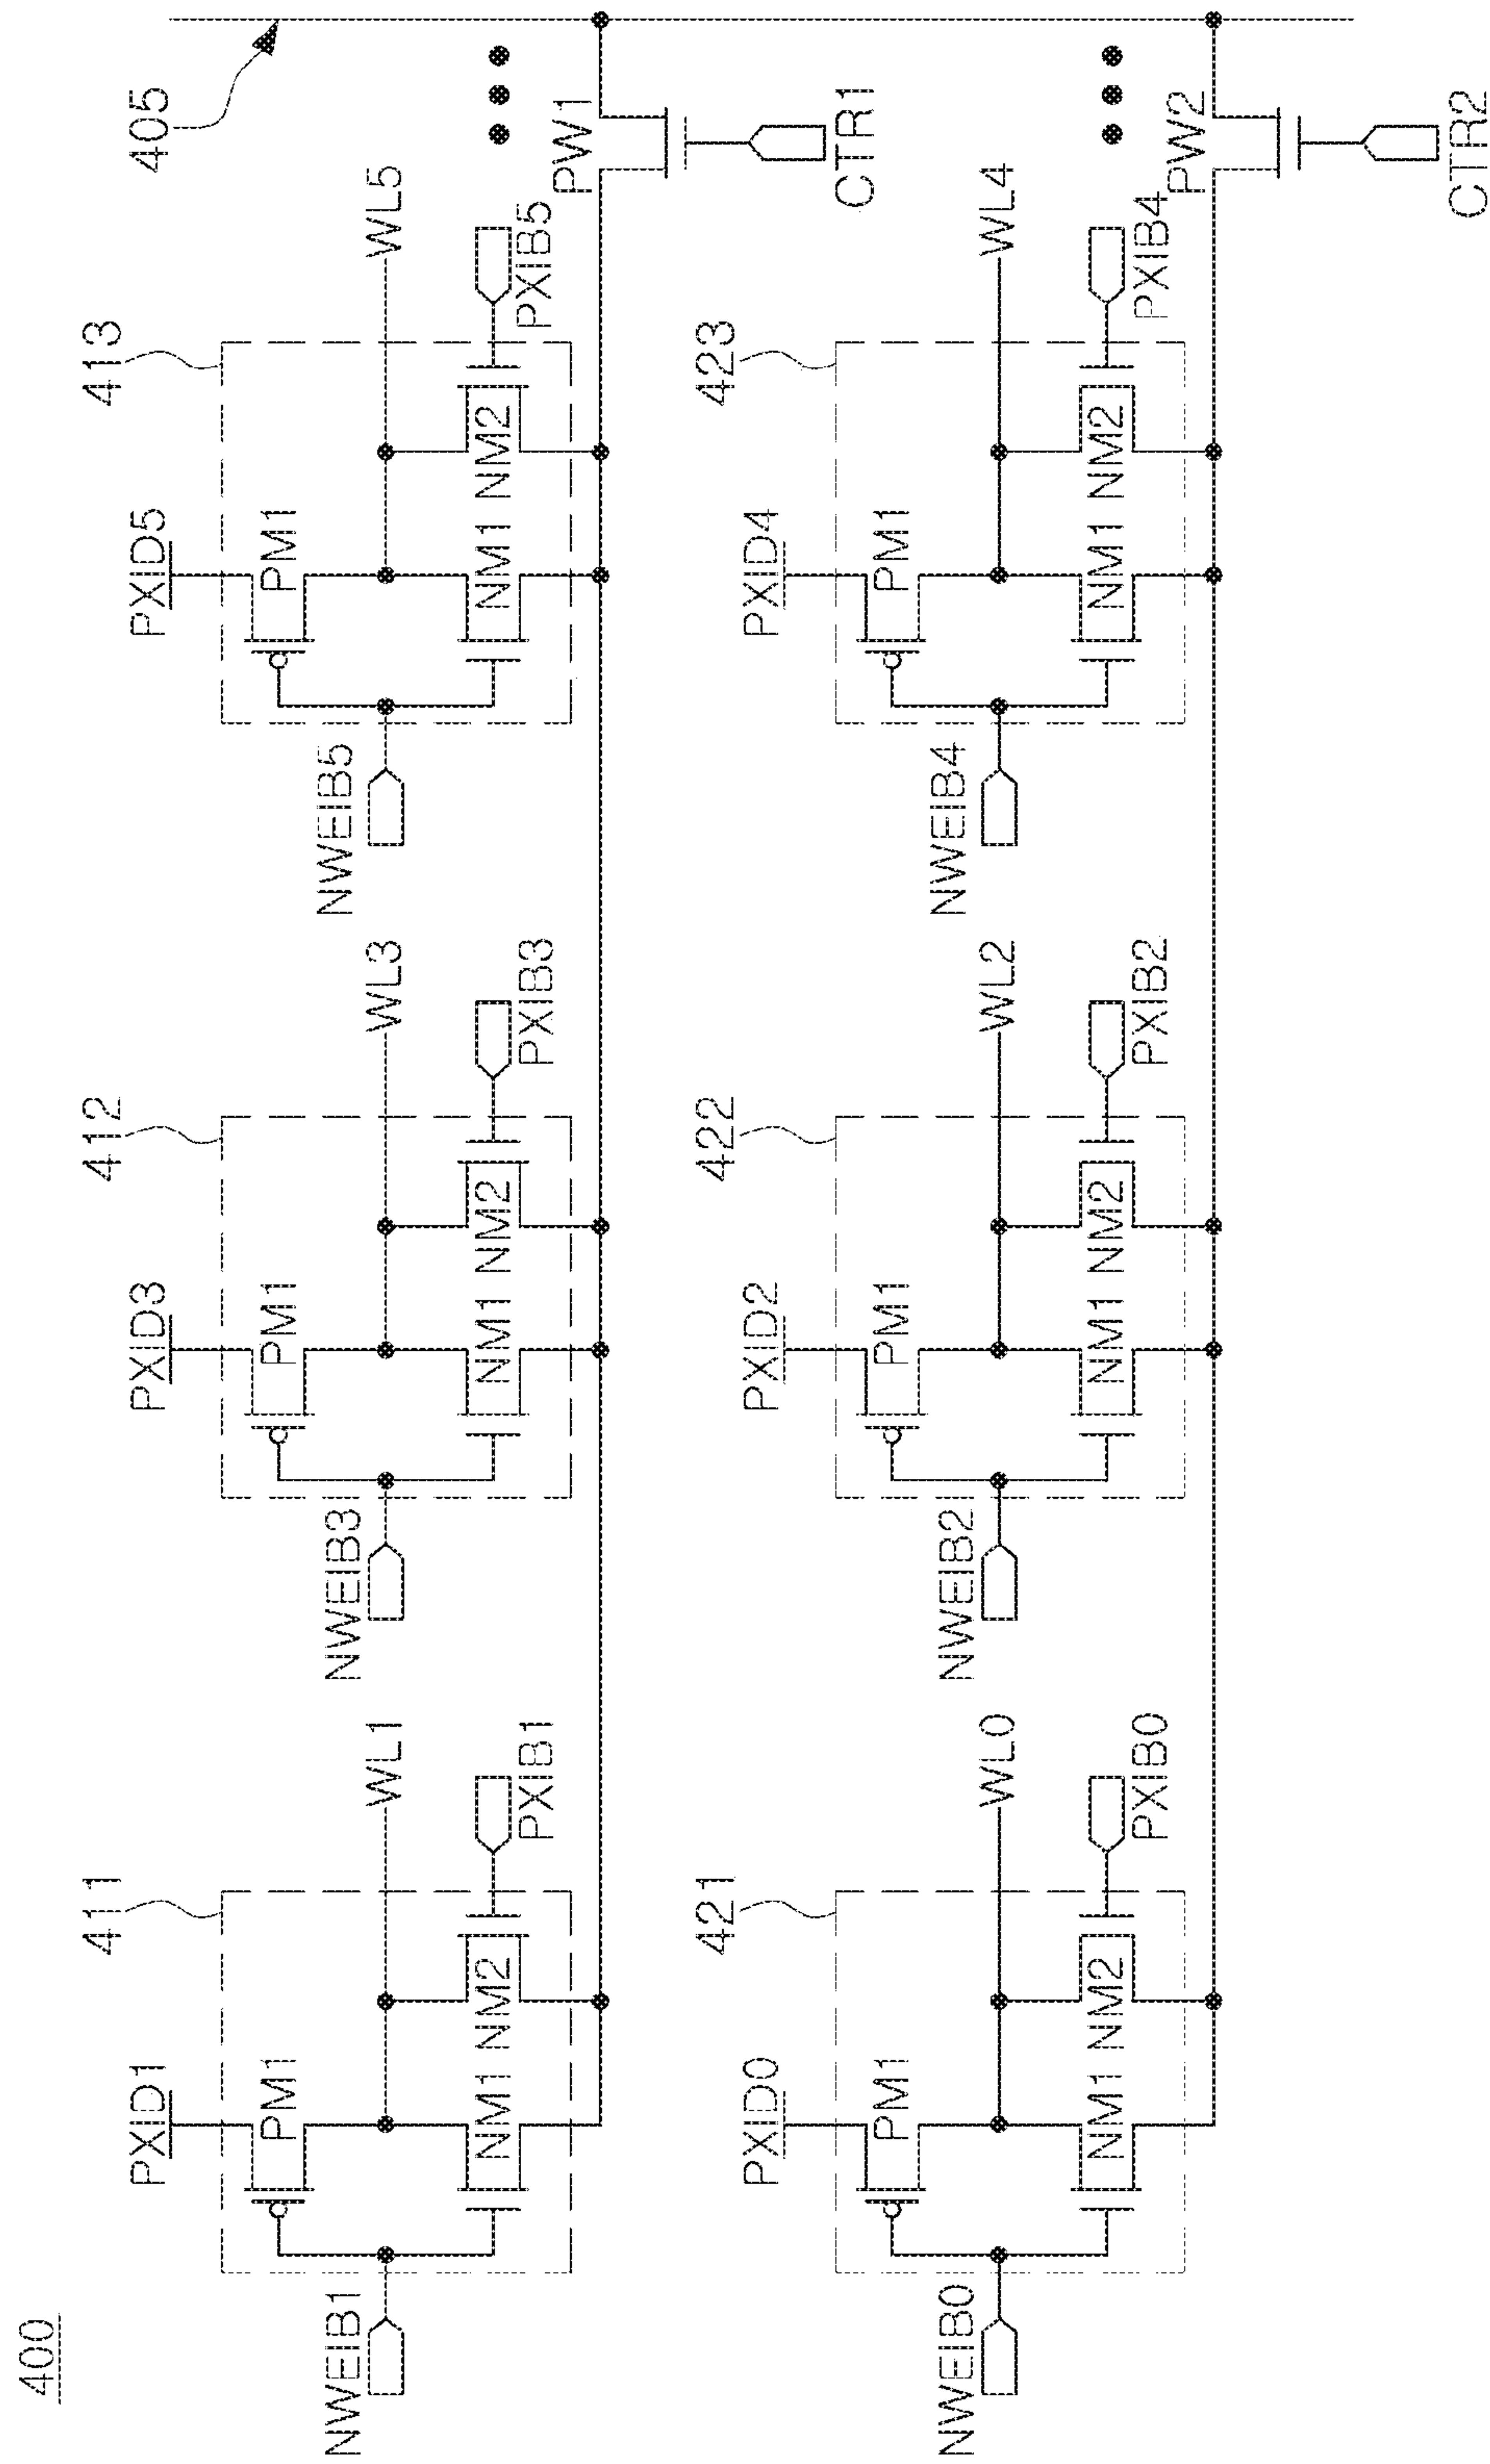 400
411
412
413
405
PXID1
PXID3
PXID5
PM1
PM1
PM1
NWEIB1
WL1
NWEIB3
WL3
NWEIB5
WL5
NM1 NM2
NM1 NM2
NM1 NM2
PXIB1
PXIB3
PXIB5
PW1
CTR1
421
422
423
PXID0
PXID2
PXID4
PM1
PM1
PM1
NWEIB0
WL0
NWEIB2
WL2
NWEIB4
WL4
NM1 NM2
NM1 NM2
NM1 NM2
PXIB0
PXIB2
PXIB4
PW2
CTR2